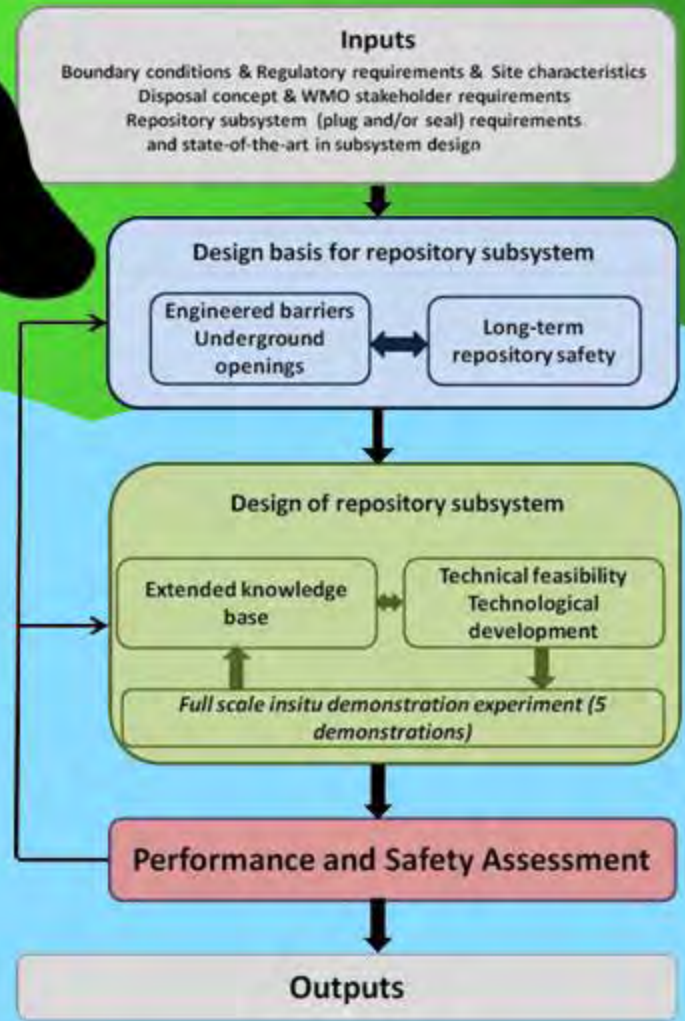 Inputs
Boundary conditions & Regulatory requirements & Site characteristics
Disposal concept & WMO stakeholder requirements
Repository subsystem (plug and/or seal) requirements
and state-of-the-art in subsystem design
Design basis for repository subsystem
Engineered barriers
Underground
openings
Long-term
repository safety
Design of repository subsystem
Extended knowledge
base
Technical feasibility
Technological
development
Full scale insitu demonstration experiment (5
demonstrations)
Performance and Safety Assessment
Outputs